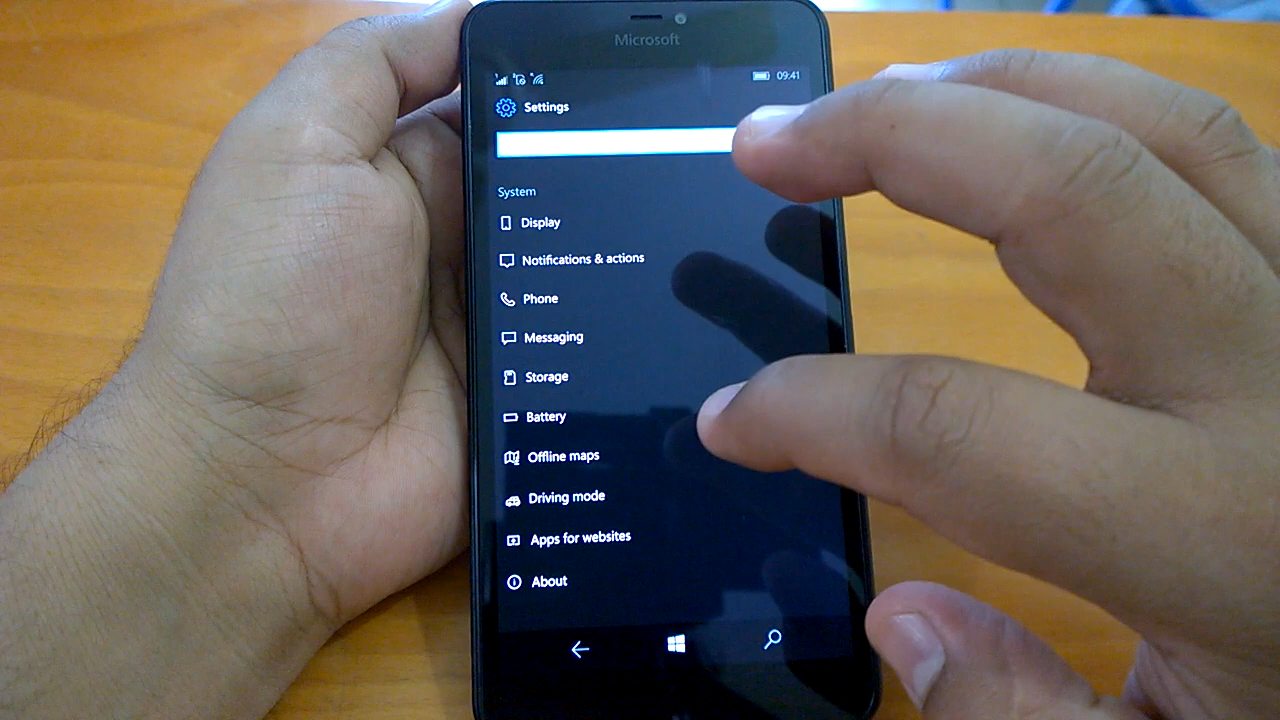 Microsoft
09:41
Settings
System
Display
Notifications & actions
Phone
Messaging
Storage
Battery
Offline maps
Driving mode
Apps for websites
About